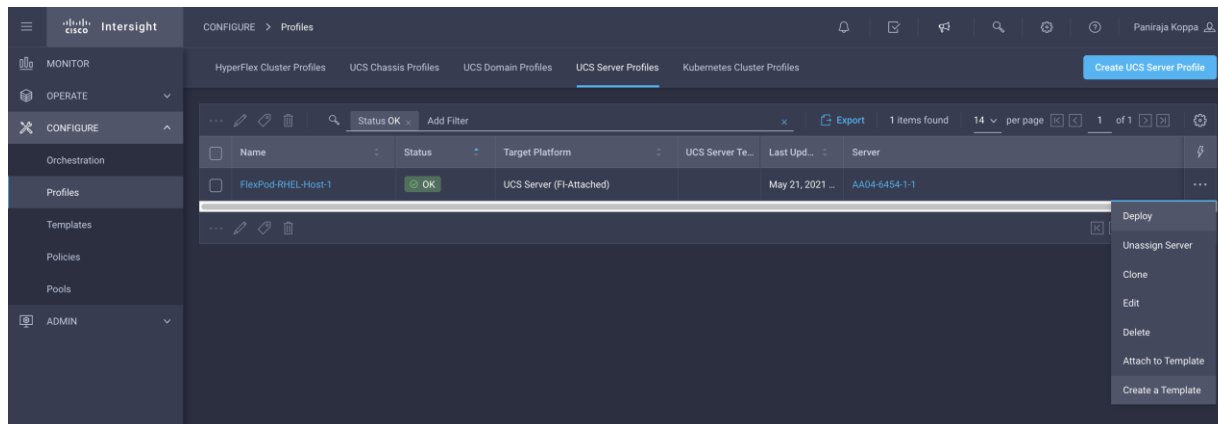 cisco Intersight
CONFIGURE > Profiles
Paniraja Koppa
MONITOR
OPERATE
CONFIGURE
Orchestration
Profiles
Templates
Policies
Pools
ADMIN
HyperFlex Cluster Profiles UCS Chassis Profiles UCS Domain Profiles UCS Server Profiles Kubernetes Cluster Profiles
Create UCS Server Profile
... Status OK × Add Filter × Export 1 items found 14 per page 1 of 1
Name Status Target Platform UCS Server Te... Last Upd... Server
FlexPod-RHEL-Host-1 OK UCS Server (FI-Attached) May 21, 2021 ... AA04-6454-1-1 ...
...
Deploy
Unassign Server
Clone
Edit
Delete
Attach to Template
Create a Template